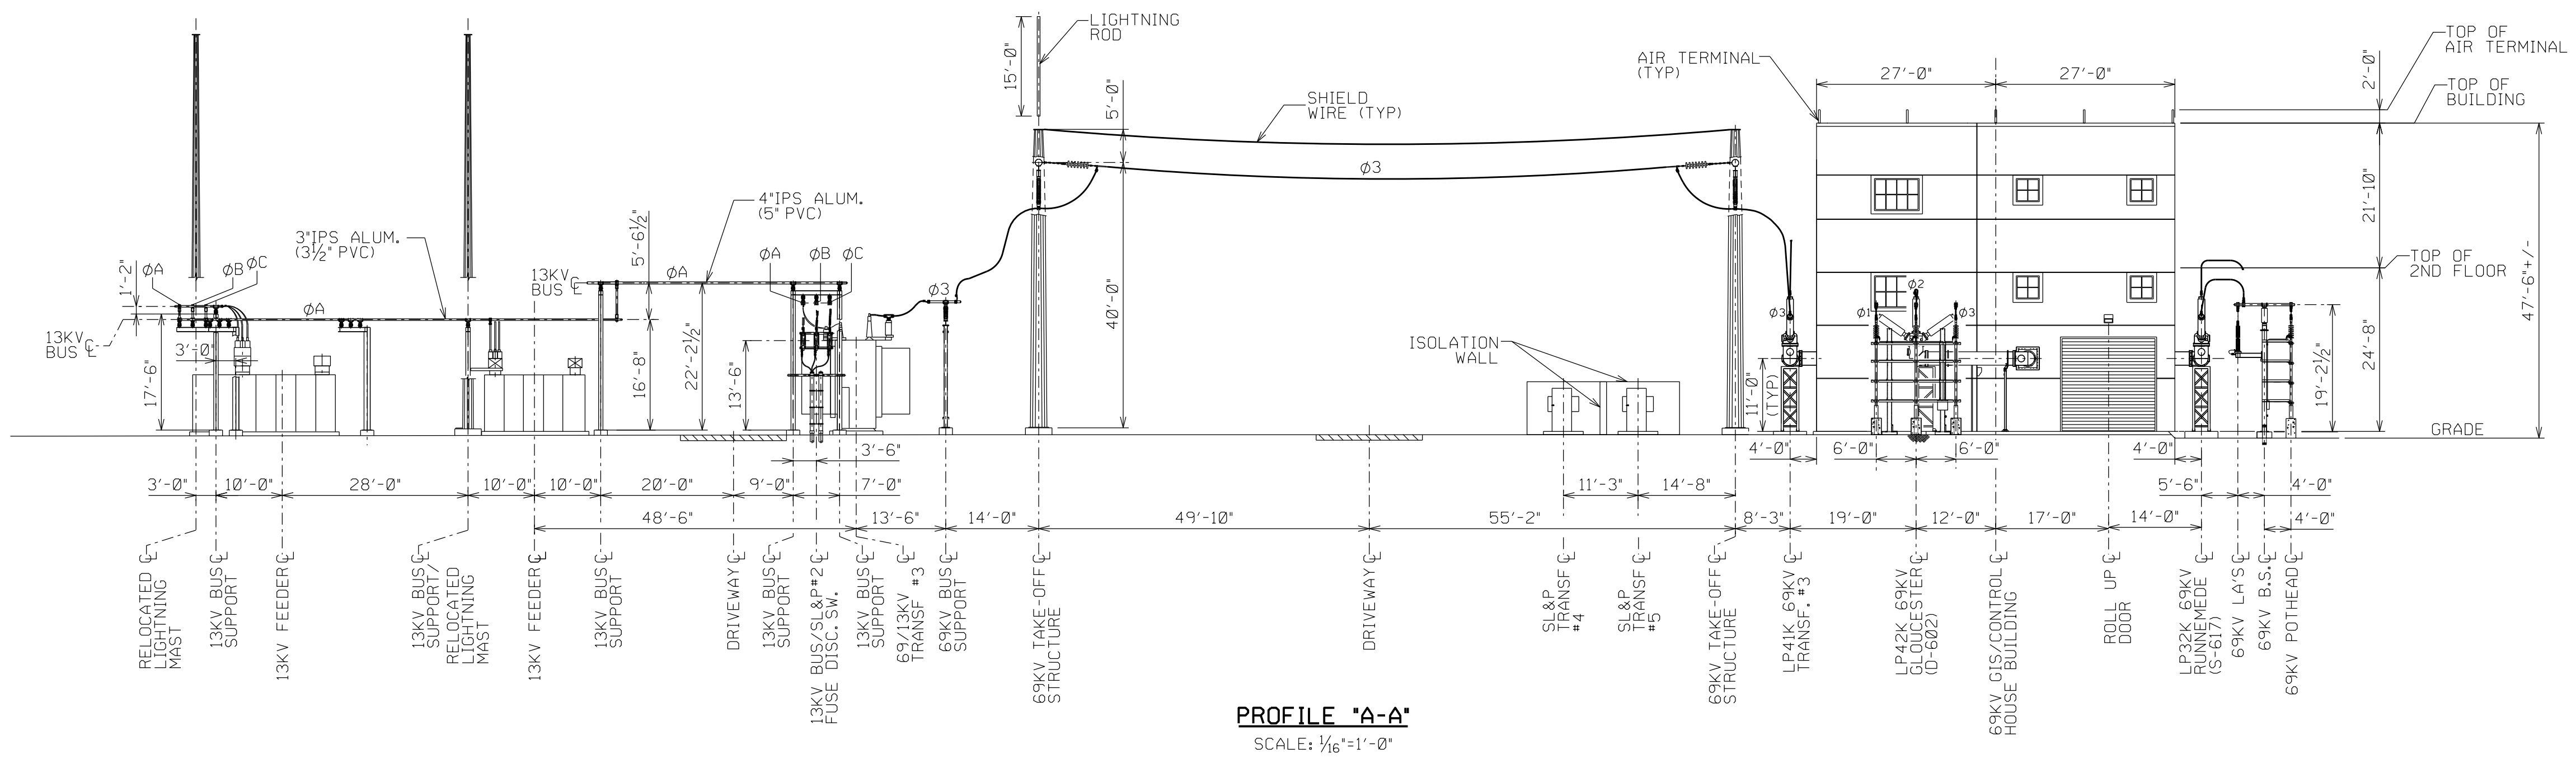 LIGHTNING
ROD
15'-0"
5'-0"
SHIELD
WIRE (TYP)
AIR TERMINAL
(TYP)
27'-0"
27'-0"
2'-0"
TOP OF
AIR TERMINAL
TOP OF
BUILDING
21'-10"
47'-6"+/-
TOP OF
2ND FLOOR
24'-8"
19'-2½"
GRADE
Ø3
40'-0"
4"IPS ALUM.
(5" PVC)
3"IPS ALUM.
(3½" PVC)
5'-6½"
1'-2"
ØA
ØB
ØC
ØA
13KV
BUS ℄
ØA
ØA
ØB
ØC
Ø3
13KV
BUS ℄
3'-0"
17'-6"
16'-8"
22'-2½"
13'-6"
ISOLATION
WALL
11'-0"
(TYP)
Ø3
Ø1
Ø2
Ø3
3'-6"
4'-0"
6'-0"
6'-0"
4'-0"
3'-0"
10'-0"
28'-0"
10'-0"
10'-0"
20'-0"
9'-0"
7'-0"
11'-3"
14'-8"
5'-6"
4'-0"
48'-6"
13'-6"
14'-0"
49'-10"
55'-2"
8'-3"
19'-0"
12'-0"
17'-0"
14'-0"
4'-0"
RELOCATED ℄
LIGHTNING
MAST
13KV BUS ℄
SUPPORT
13KV FEEDER ℄
13KV BUS ℄
SUPPORT/
RELOCATED
LIGHTNING
MAST
13KV FEEDER ℄
13KV BUS ℄
SUPPORT
DRIVEWAY ℄
13KV BUS ℄
SUPPORT
13KV BUS/SL&P#2 ℄
FUSE DISC. SW.
13KV BUS ℄
SUPPORT
69/13KV ℄
TRANSF #3
69KV BUS ℄
SUPPORT
69KV TAKE-OFF ℄
STRUCTURE
DRIVEWAY ℄
SL&P ℄
TRANSF
#4
SL&P ℄
TRANSF
#5
69KV TAKE-OFF ℄
STRUCTURE
LP41K 69KV ℄
TRANSF. #3
LP42K 69KV ℄
GLOUCESTER
(D-602)
69KV GIS/CONTROL ℄
HOUSE BUILDING
ROLL UP ℄
DOOR
LP32K 69KV ℄
RUNNEMEDE
(S-617)
69KV LA'S ℄
69KV B.S. ℄
69KV POTHEAD ℄
PROFILE "A-A"
SCALE: 1/16"=1'-0"